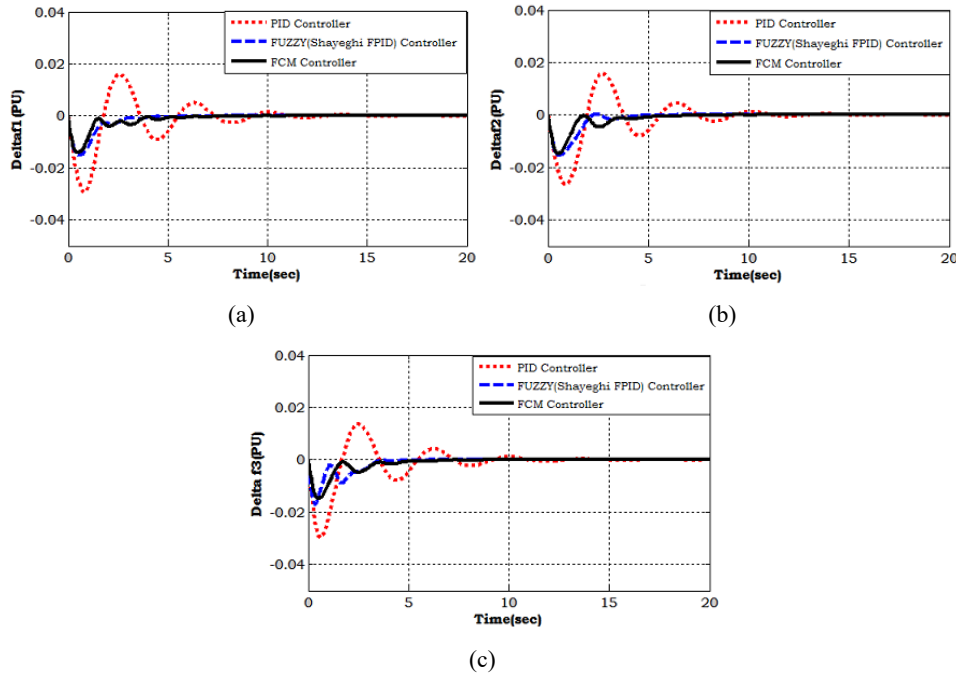 0.04
0.02
0
-0.02
-0.04
Deltaf1(PU)
PID Controller
FUZZY(Shayeghi FPID) Controller
FCM Controller
0 5 10 15 20
Time(sec)
(a)
0.04
0.02
0
-0.02
-0.04
Deltaf2(PU)
PID Controller
FUZZY(Shayeghi FPID) Controller
FCM Controller
0 5 10 15 20
Time(sec)
(b)
0.04
0.02
0
-0.02
-0.04
Delta f3(PU)
PID Controller
FUZZY(Shayeghi FPID) Controller
FCM Controller
0 5 10 15 20
Time(sec)
(c)